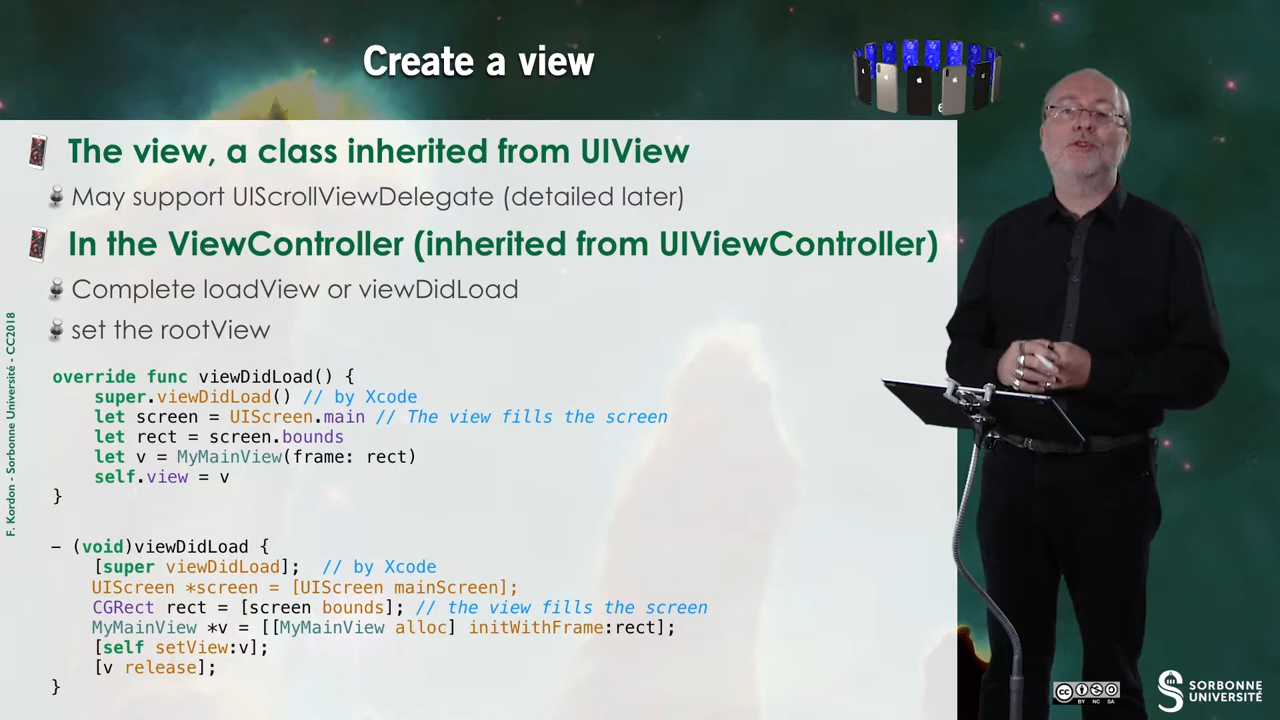 Create a view
The view, a class inherited from UIView
May support UIScrollViewDelegate (detailed later)
In the ViewController (inherited from UIViewController)
Complete loadView or viewDidLoad
set the rootView
override func viewDidLoad() {
super.viewDidLoad() // by Xcode
let screen = UIScreen.main // The view fills the screen
let rect = screen.bounds
let v = MyMainView(frame: rect)
self.view = v
}
– (void)viewDidLoad {
[super viewDidLoad]; // by Xcode
UIScreen *screen = [UIScreen mainScreen];
CGRect rect = [screen bounds]; // the view fills the screen
MyMainView *v = [[MyMainView alloc] initWithFrame:rect];
[self setView:v];
[v release];
}
F. Kordon - Sorbonne Université - CC2018
CC BY NC SA
SORBONNE
UNIVERSITÉ